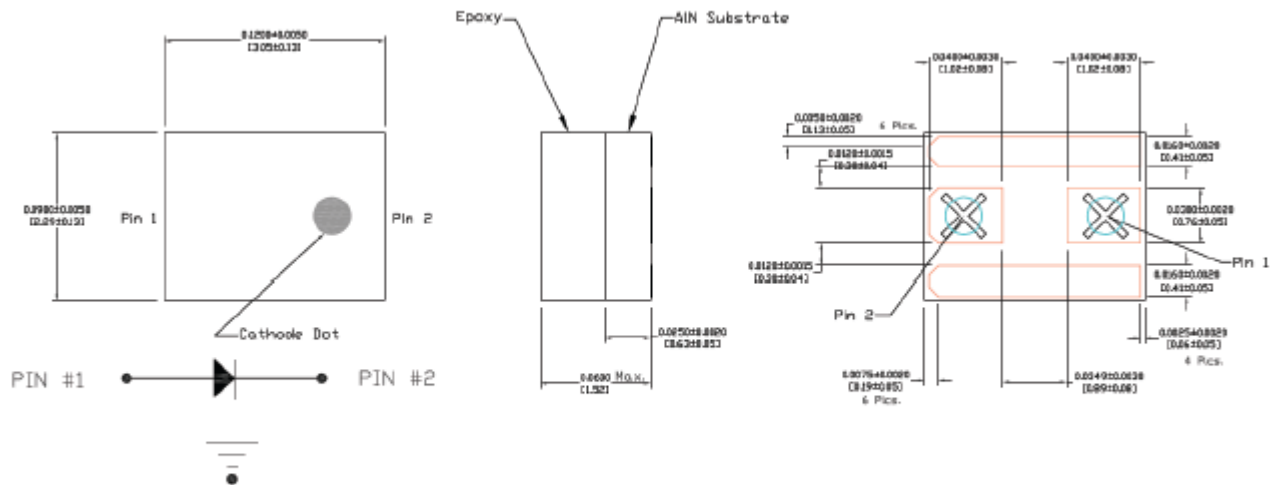 0.1200±0.0050
[3.05±0.13]
0.0900±0.0050
[2.29±0.13]
Pin 1
Pin 2
Cathode Dot
PIN #1
PIN #2
Epoxy
AlN Substrate
0.0250±0.0020
[0.63±0.05]
0.0600 Max.
[1.52]
0.0400±0.0030
[1.02±0.08]
0.0400±0.0030
[1.02±0.08]
0.0050±0.0020
[0.13±0.05]
6 Plcs.
0.0120±0.0015
[0.30±0.04]
0.0160±0.0020
[0.41±0.05]
0.0300±0.0020
[0.76±0.05]
0.0120±0.0015
[0.30±0.04]
Pin 1
0.0160±0.0020
[0.41±0.05]
Pin 2
0.0025±0.0020
[0.06±0.05]
4 Plcs.
0.0075±0.0020
[0.19±0.05]
6 Plcs.
0.0349±0.0030
[0.89±0.08]